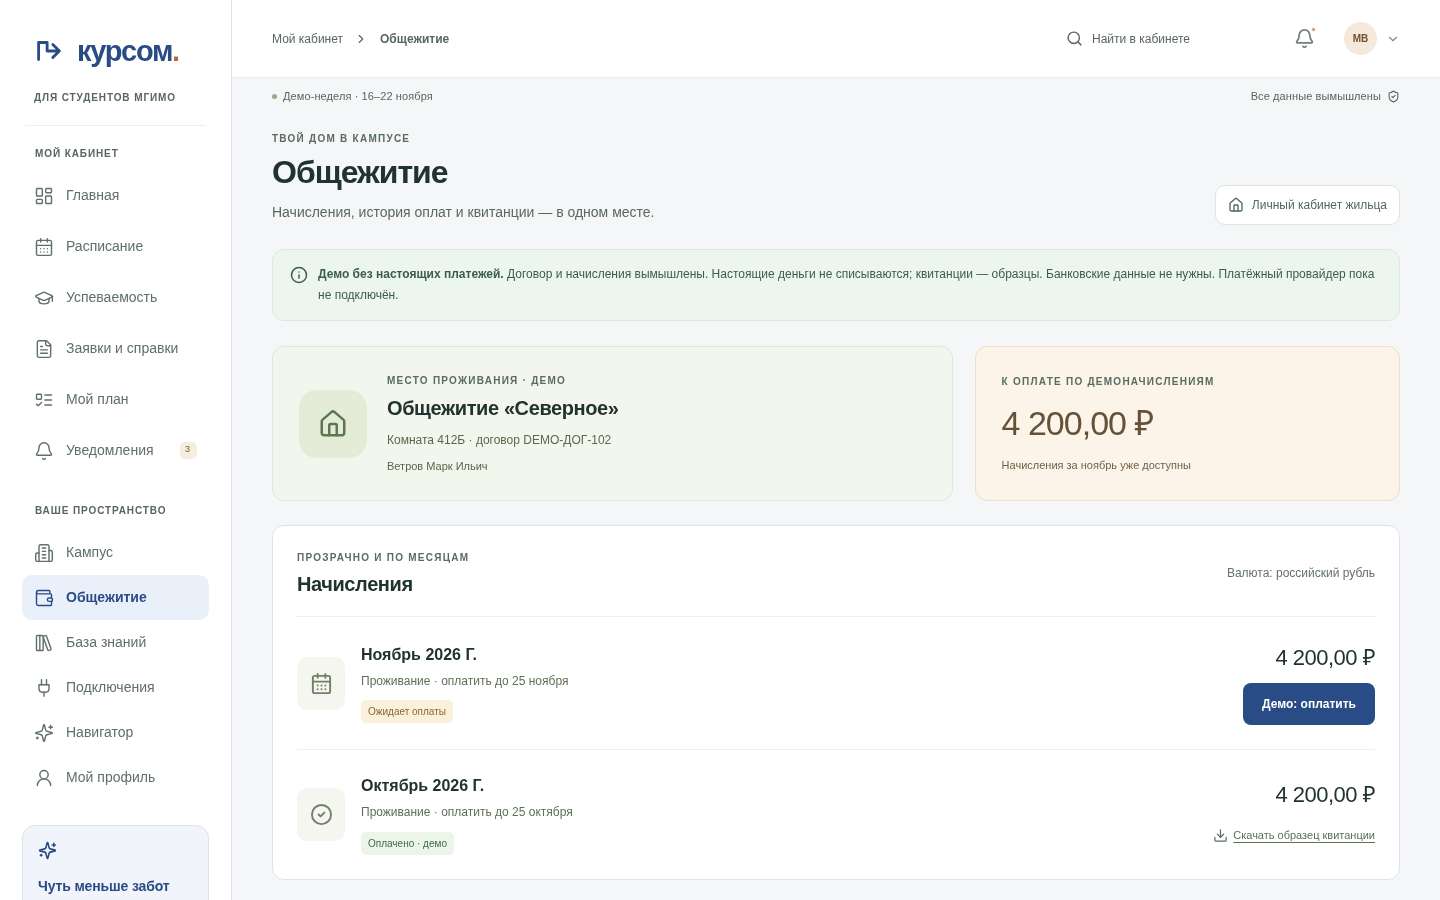 курсом.
ДЛЯ СТУДЕНТОВ МГИМО
МОЙ КАБИНЕТ
Главная
Расписание
Успеваемость
Заявки и справки
Мой план
Уведомления 3
ВАШЕ ПРОСТРАНСТВО
Кампус
Общежитие
База знаний
Подключения
Навигатор
Мой профиль
Чуть меньше забот
Мой кабинет > Общежитие
Найти в кабинете
МВ
Демо-неделя · 16–22 ноября
Все данные вымышлены
ТВОЙ ДОМ В КАМПУСЕ
Общежитие
Начисления, история оплат и квитанции — в одном месте.
Личный кабинет жильца
Демо без настоящих платежей. Договор и начисления вымышлены. Настоящие деньги не списываются; квитанции — образцы. Банковские данные не нужны. Платёжный провайдер пока
не подключён.
МЕСТО ПРОЖИВАНИЯ · ДЕМО
Общежитие «Северное»
Комната 412Б · договор DEMO-ДОГ-102
Ветров Марк Ильич
К ОПЛАТЕ ПО ДЕМОНАЧИСЛЕНИЯМ
4 200,00 ₽
Начисления за ноябрь уже доступны
ПРОЗРАЧНО И ПО МЕСЯЦАМ
Начисления
Валюта: российский рубль
Ноябрь 2026 Г.
Проживание · оплатить до 25 ноября
Ожидает оплаты
4 200,00 ₽
Демо: оплатить
Октябрь 2026 Г.
Проживание · оплатить до 25 октября
Оплачено · демо
4 200,00 ₽
Скачать образец квитанции